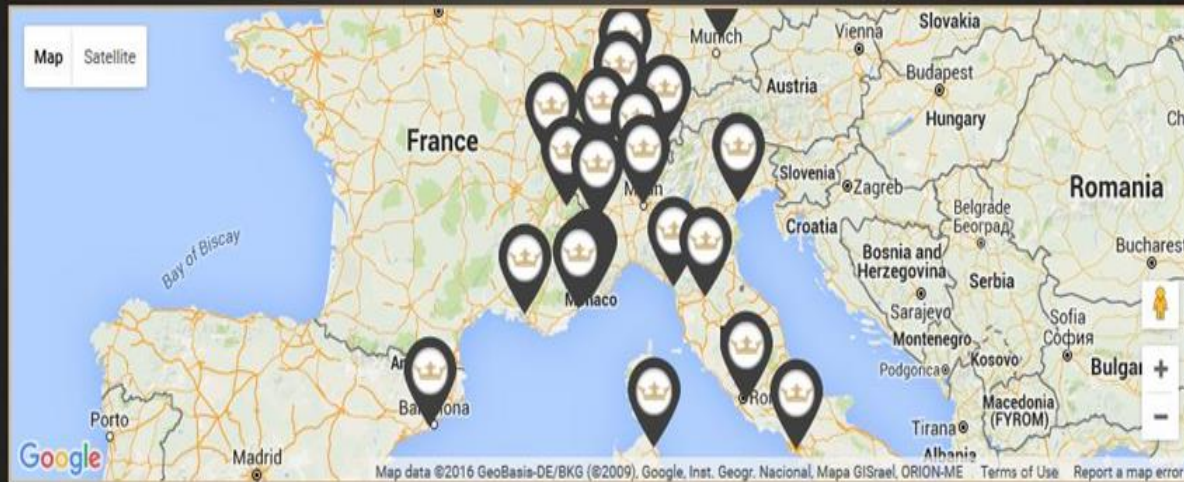 Map Satellite
Munich
Vienna
Slovakia
Budapest
Austria
Hungary
France
Slovenia
Zagreb
Romania
Croatia
Belgrade
Београд
Bosnia and
Herzegovina
Serbia
Bucharest
Bay of Biscay
Monaco
Sarajevo
Montenegro
Sofia
София
Kosovo
Podgorica
Macedonia
(FYROM)
Porto
Madrid
Tirana
Albania
Google
Map data ©2016 GeoBasis-DE/BKG (©2009), Google, Inst. Geogr. Nacional, Mapa GISrael, ORION-ME Terms of Use Report a map error